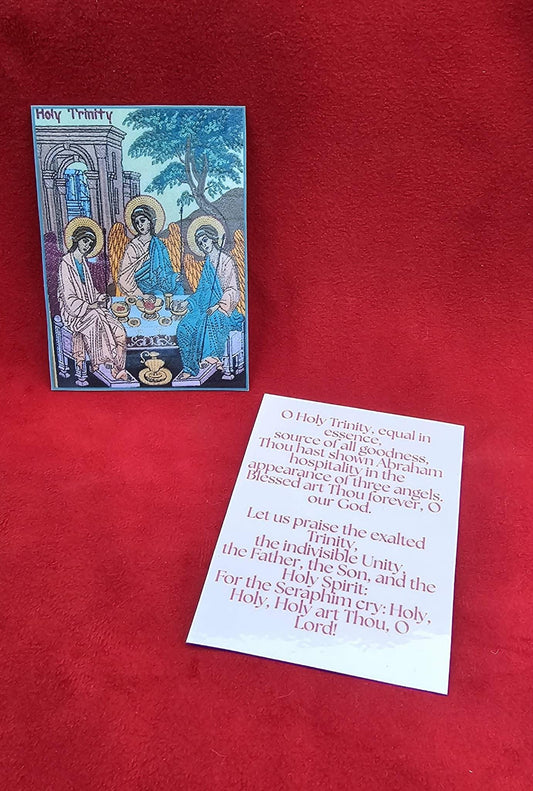 Holy Trinity
O Holy Trinity, equal in
essence,
source of all goodness,
Thou hast shown Abraham
hospitality in the
appearance of three angels.
Blessed art Thou forever, O
our God.
Let us praise the exalted
Trinity,
the indivisible Unity,
the Father, the Son, and the
Holy Spirit:
For the Seraphim cry: Holy,
Holy, Holy art Thou, O
Lord!